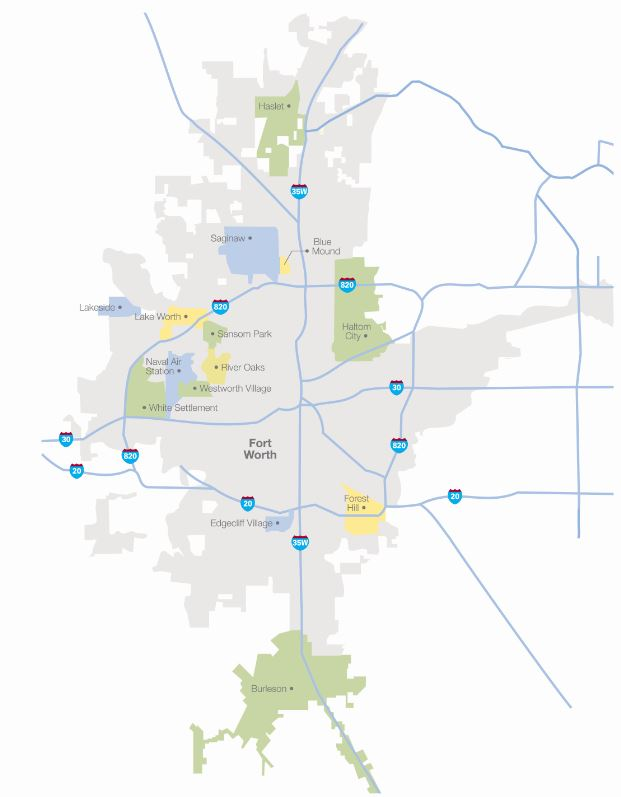 Haslet
35W
Saginaw
Blue
Mound
820
Lakeside
820
Lake Worth
Sansom Park
Haltom
City
Naval Air
Station
River Oaks
Westworth Village
30
White Settlement
30
Fort
Worth
820
820
20
20
Forest
Hill
20
Edgecliff Village
35W
Burleson